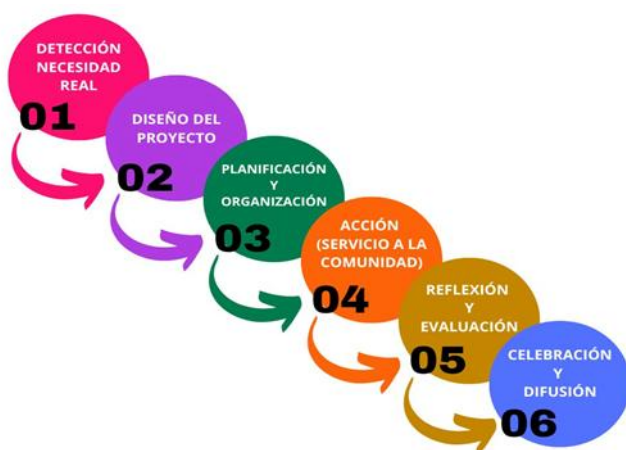 DETECCIÓN
NECESIDAD
REAL
01
DISEÑO DEL
PROYECTO
02
PLANIFICACIÓN
Y
ORGANIZACIÓN
03
ACCIÓN
(SERVICIO A LA
COMUNIDAD)
04
REFLEXIÓN
Y
EVALUACIÓN
05
CELEBRACIÓN
Y
DIFUSIÓN
06